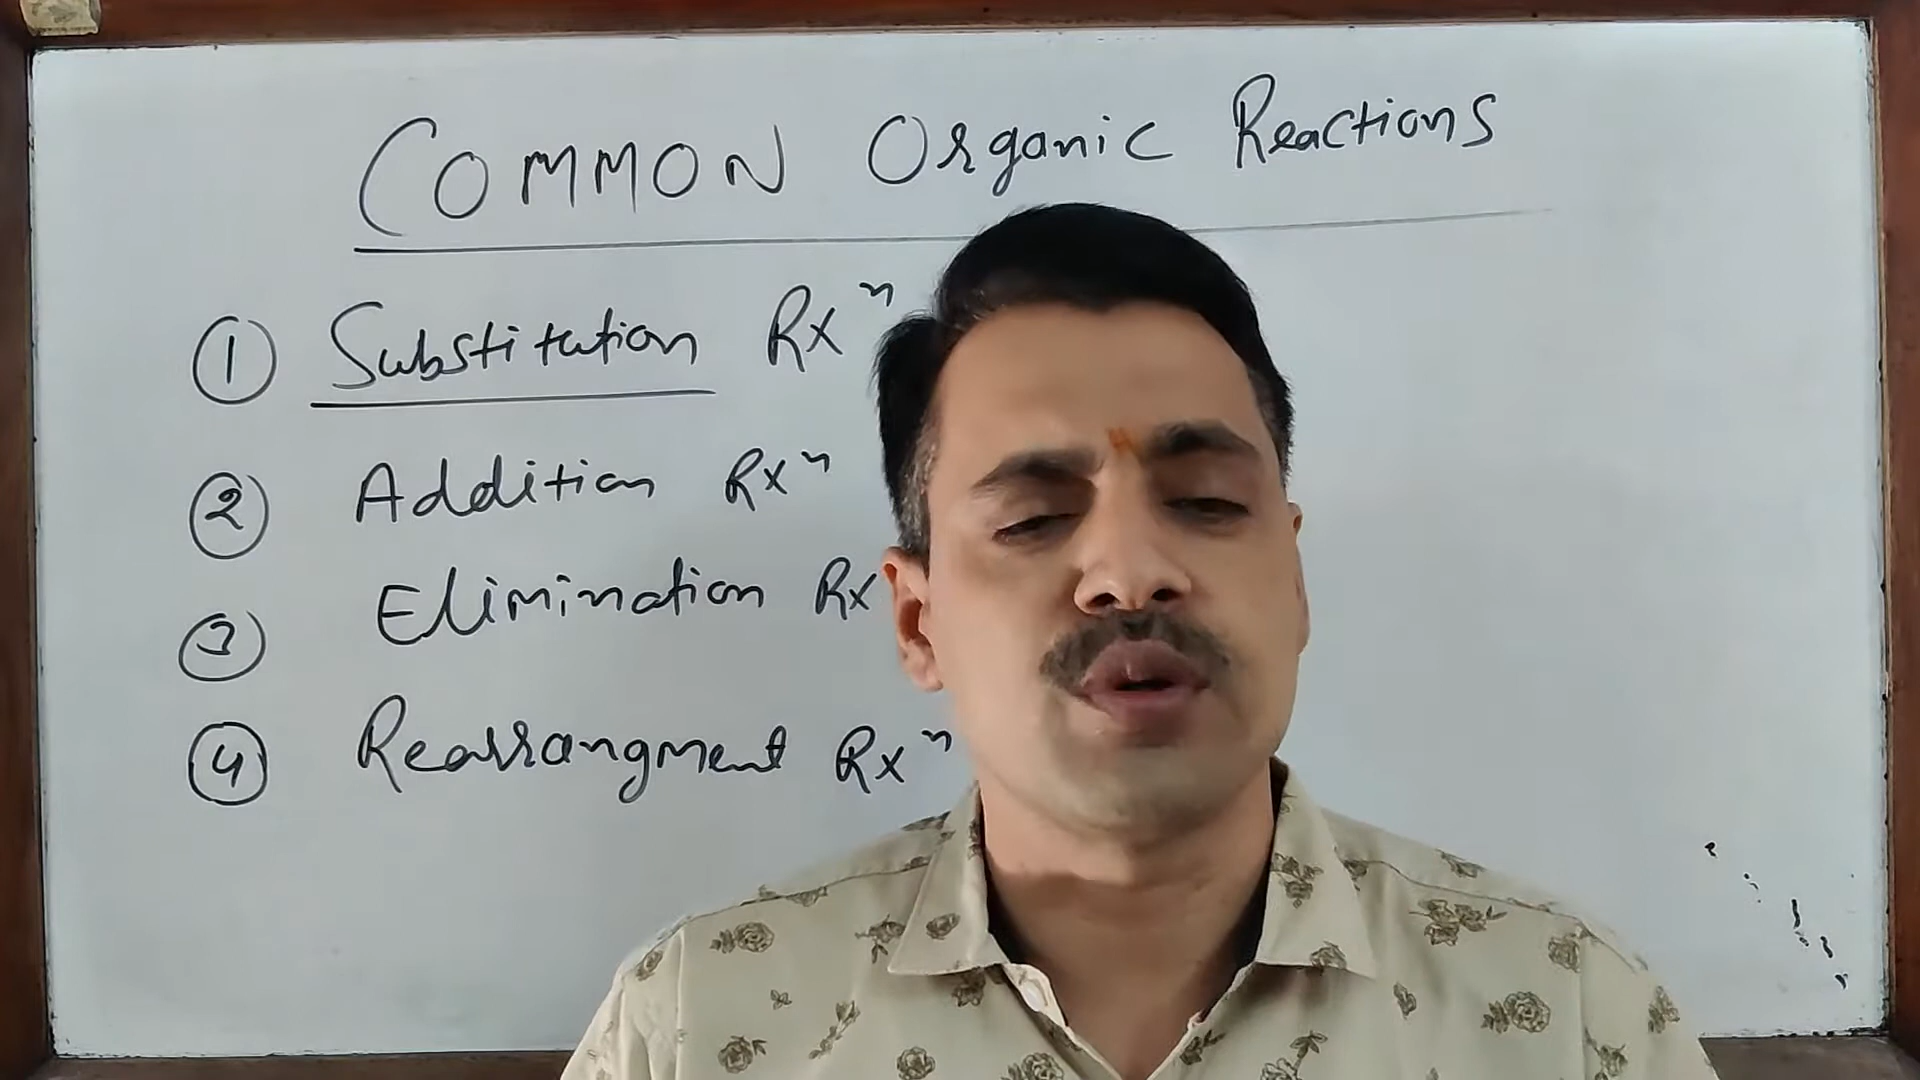 COMMON Organic Reactions
① Substitution Rxⁿ
② Addition Rxⁿ
③ Elimination Rx
④ Rearrangment Rxⁿ